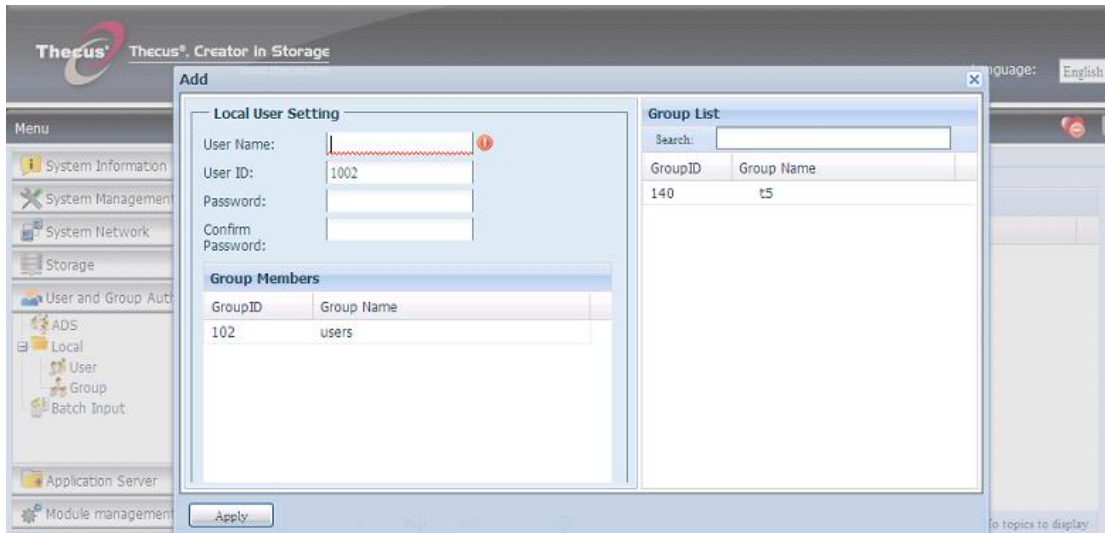 Thecus® Thecus®, Creator in Storage
nguage: English
Add
Menu
System Information
System Management
System Network
Storage
User and Group Auth
ADS
Local
User
Group
Batch Input
Application Server
Module management
Local User Setting
User Name:
User ID: 1002
Password:
Confirm
Password:
Group Members
GroupID Group Name
102 users
Group List
Search:
GroupID Group Name
140 t5
Apply
to topics to display